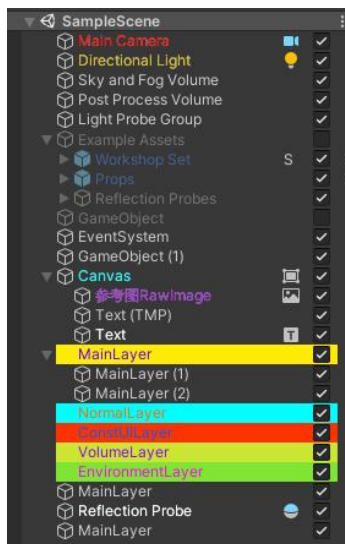 SampleScene
Main Camera
Directional Light
Sky and Fog Volume
Post Process Volume
Light Probe Group
Example Assets
Workshop Set S
Props
Reflection Probes
GameObject
EventSystem
GameObject (1)
Canvas
参考图RawImage
Text (TMP)
Text T
MainLayer
MainLayer (1)
MainLayer (2)
NormalLayer
ConstUILayer
VolumeLayer
EnvironmentLayer
MainLayer
Reflection Probe
MainLayer